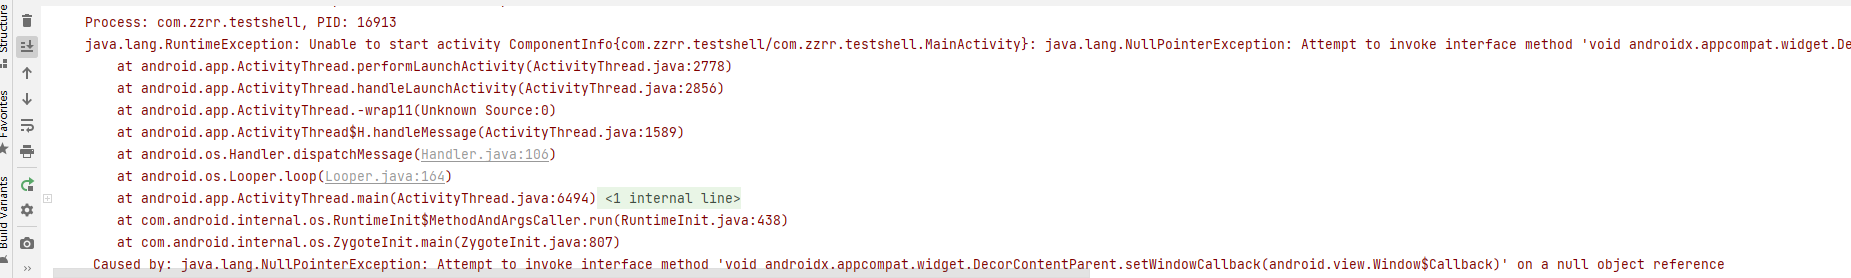 Process: com.zzrr.testshell, PID: 16913
java.lang.RuntimeException: Unable to start activity ComponentInfo{com.zzrr.testshell/com.zzrr.testshell.MainActivity}: java.lang.NullPointerException: Attempt to invoke interface method 'void androidx.appcompat.widget.De
at android.app.ActivityThread.performLaunchActivity(ActivityThread.java:2778)
at android.app.ActivityThread.handleLaunchActivity(ActivityThread.java:2856)
at android.app.ActivityThread.-wrap11(Unknown Source:0)
at android.app.ActivityThread$H.handleMessage(ActivityThread.java:1589)
at android.os.Handler.dispatchMessage(Handler.java:106)
at android.os.Looper.loop(Looper.java:164)
at android.app.ActivityThread.main(ActivityThread.java:6494) <1 internal line>
at com.android.internal.os.RuntimeInit$MethodAndArgsCaller.run(RuntimeInit.java:438)
at com.android.internal.os.ZygoteInit.main(ZygoteInit.java:807)
Caused by: java.lang.NullPointerException: Attempt to invoke interface method 'void androidx.appcompat.widget.DecorContentParent.setWindowCallback(android.view.Window$Callback)' on a null object reference
Structure
Favorites
Build Variants